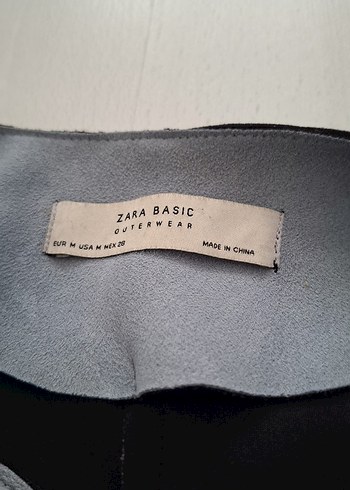 ZARA BASIC
OUTERWEAR
EUR M USA M MEX 28 MADE IN CHINA